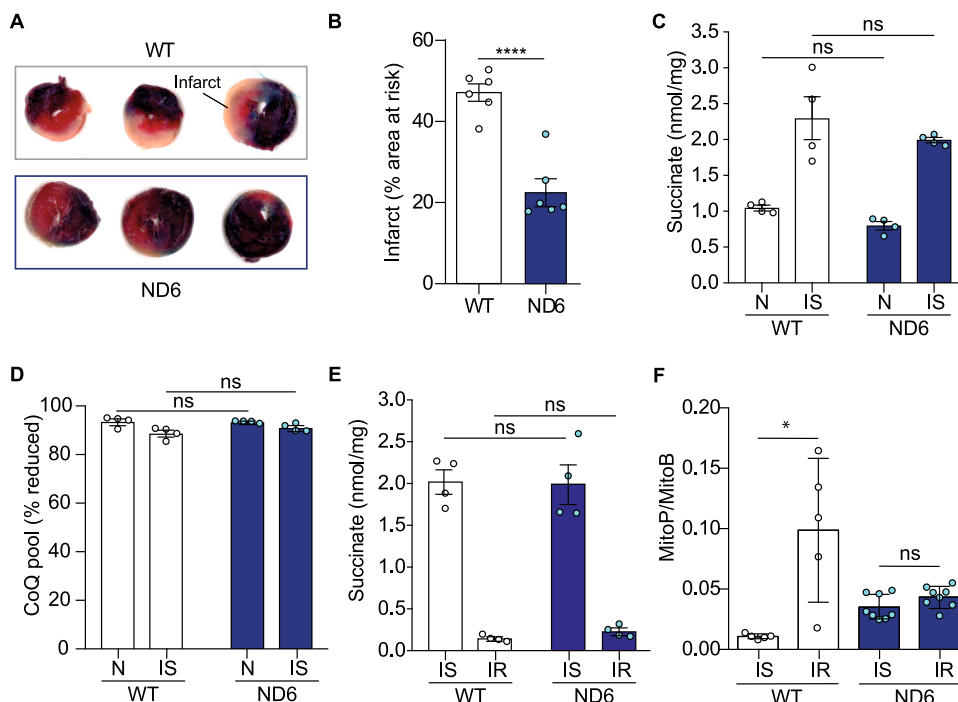 A
WT
Infarct
ND6
B
Infarct (% area at risk)
60
40
20
0
****
WT
ND6
C
Succinate (nmol/mg)
3.5
3.0
2.5
2.0
1.5
1.0
0.5
0.0
ns
ns
N
IS
N
IS
WT
ND6
D
CoQ pool (% reduced)
100
80
60
40
20
0
ns
ns
N
IS
N
IS
WT
ND6
E
Succinate (nmol/mg)
3.0
2.5
2.0
1.5
1.0
0.5
0.0
ns
ns
IS
IR
IS
IR
WT
ND6
F
MitoP/MitoB
0.20
0.15
0.10
0.05
0.00
*
ns
IS
IR
IS
IR
WT
ND6